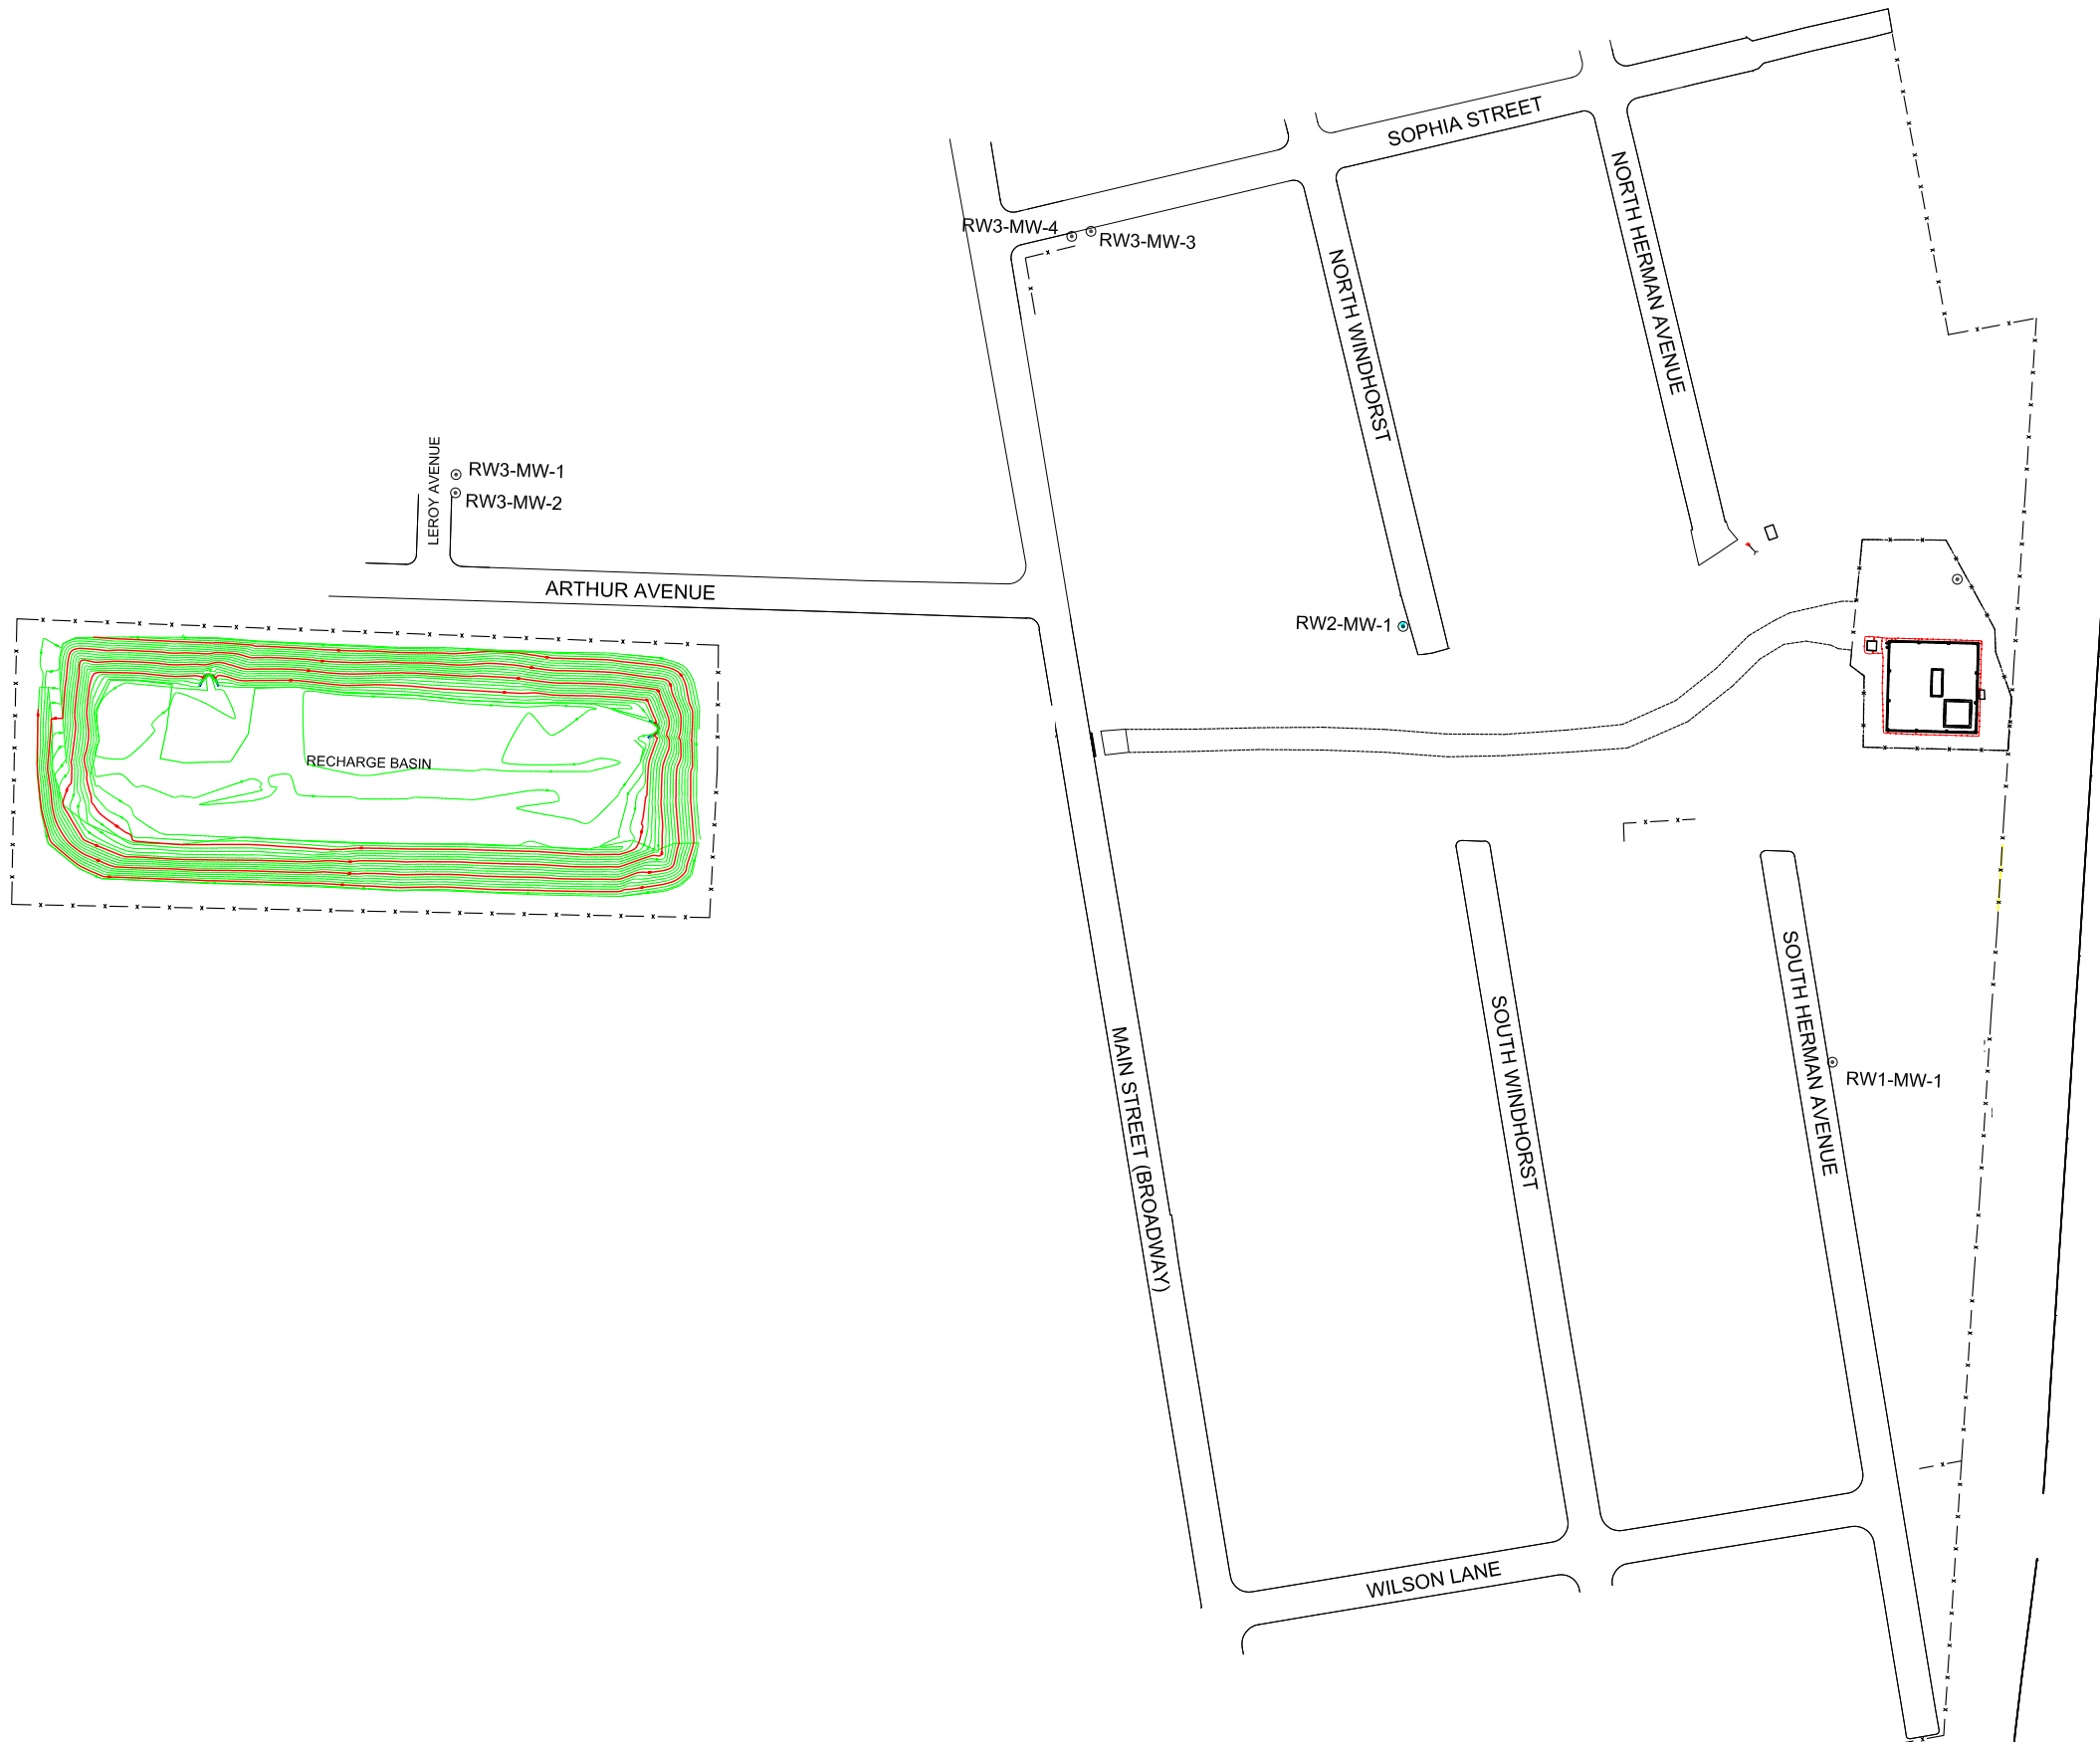 SOPHIA STREET
NORTH HERMAN AVENUE
RW3-MW-4
RW3-MW-3
NORTH WINDHORST
LEROY AVENUE
RW3-MW-1
RW3-MW-2
ARTHUR AVENUE
RW2-MW-1
RECHARGE BASIN
SOUTH HERMAN AVENUE
SOUTH WINDHORST
MAIN STREET (BROADWAY)
RW1-MW-1
WILSON LANE